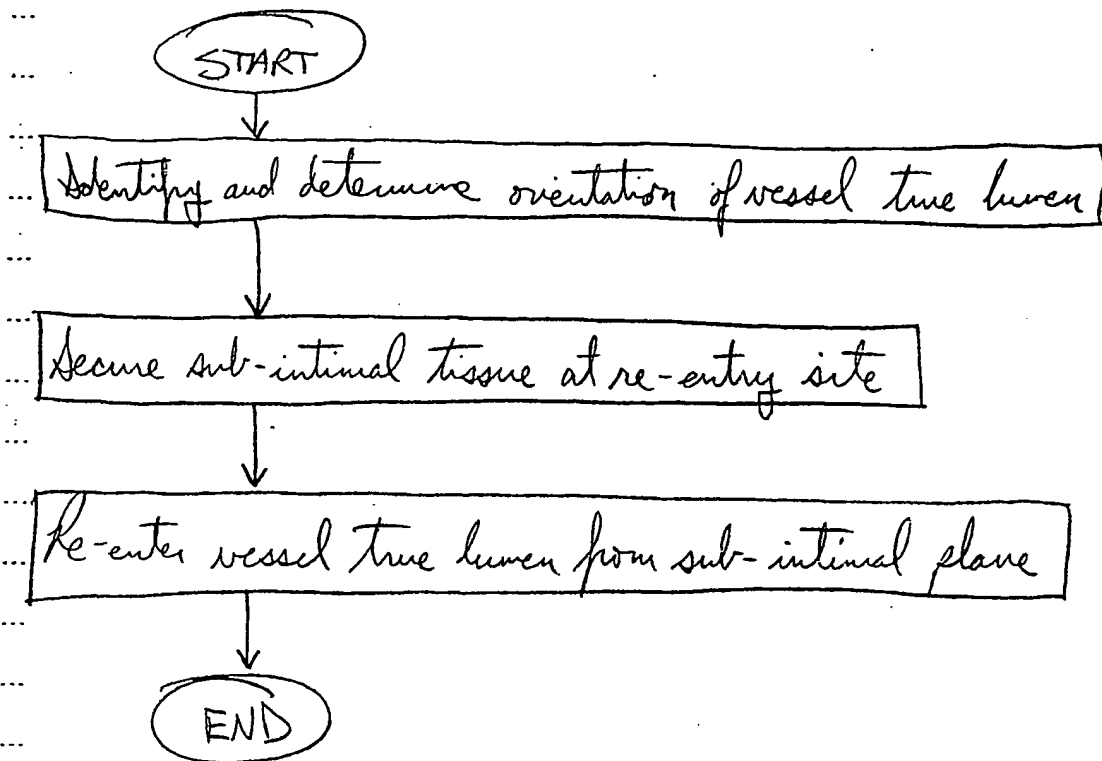 START
Identify and determine orientation of vessel true lumen
Secure sub-intimal tissue at re-entry site
Re-enter vessel true lumen from sub-intimal plane
END